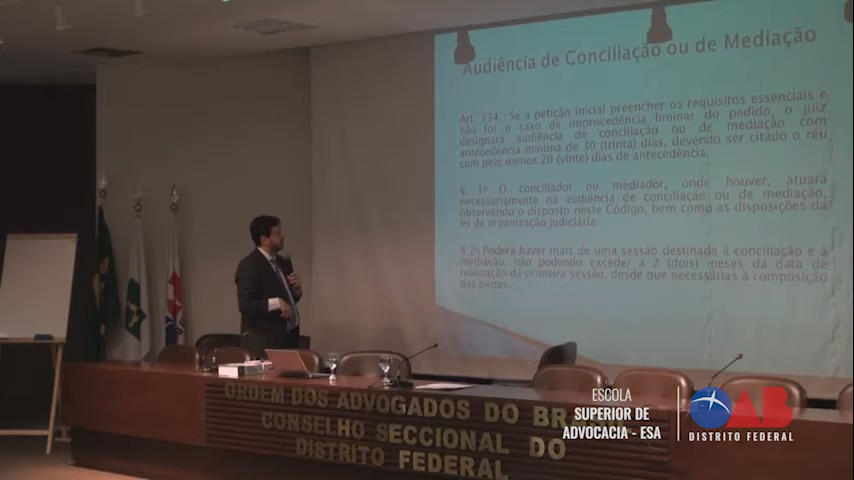 Audiência de Conciliação ou de Mediação
Art. 334. Se a petição inicial preencher os requisitos essenciais e
não for o caso de improcedência liminar do pedido, o juiz
designará audiência de conciliação ou de mediação com
antecedência mínima de 30 (trinta) dias, devendo ser citado o réu
com pelo menos 20 (vinte) dias de antecedência.
§ 1º O conciliador ou mediador, onde houver, atuará
necessariamente na audiência de conciliação ou de mediação,
observando o disposto neste Código, bem como as disposições da
lei de organização judiciária.
§ 2º Poderá haver mais de uma sessão destinada à conciliação e à
mediação, não podendo exceder a 2 (dois) meses da data de
realização da primeira sessão, desde que necessárias à composição
das partes.
ORDEM DOS ADVOGADOS DO
CONSELHO SECCIONAL DO
DISTRITO FEDERAL
ESCOLA
SUPERIOR DE
ADVOCACIA - ESA
OAB
DISTRITO FEDERAL